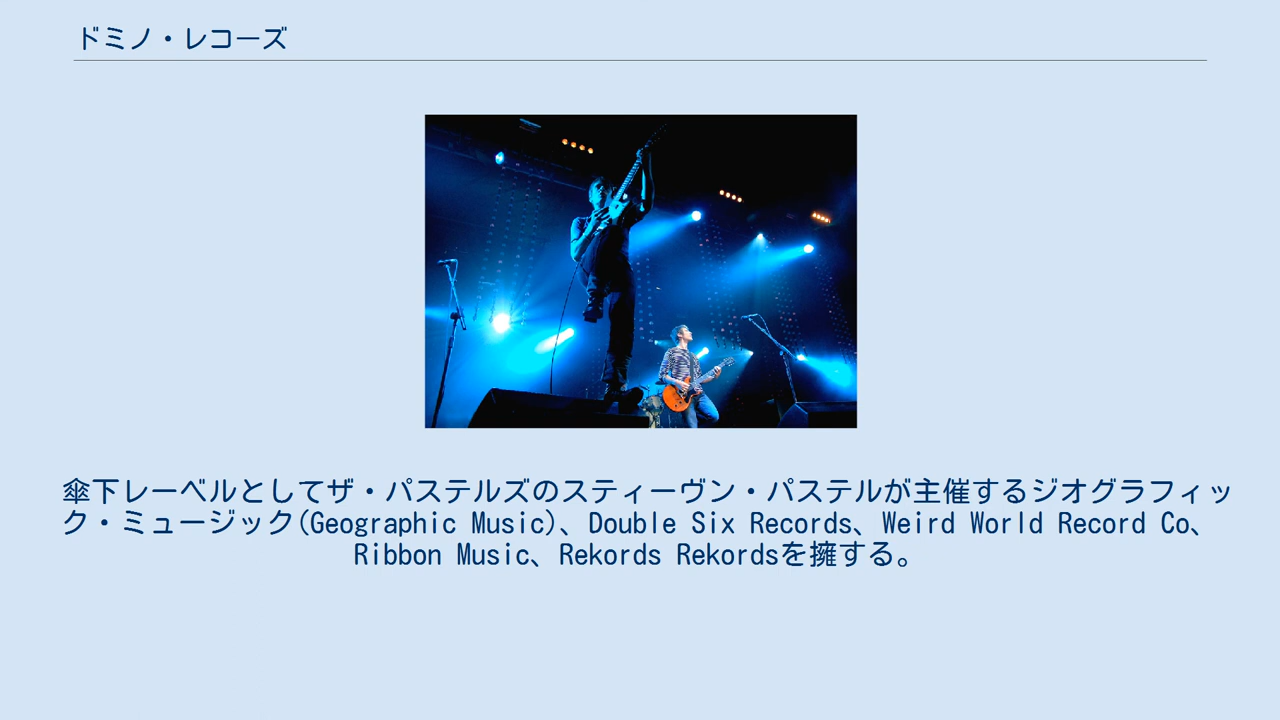 ドミノ・レコーズ
傘下レーベルとしてザ・パステルズのスティーヴン・パステルが主催するジオグラフィッ
ク・ミュージック(Geographic Music)、Double Six Records、Weird World Record Co、
Ribbon Music、Rekords Rekordsを擁する。